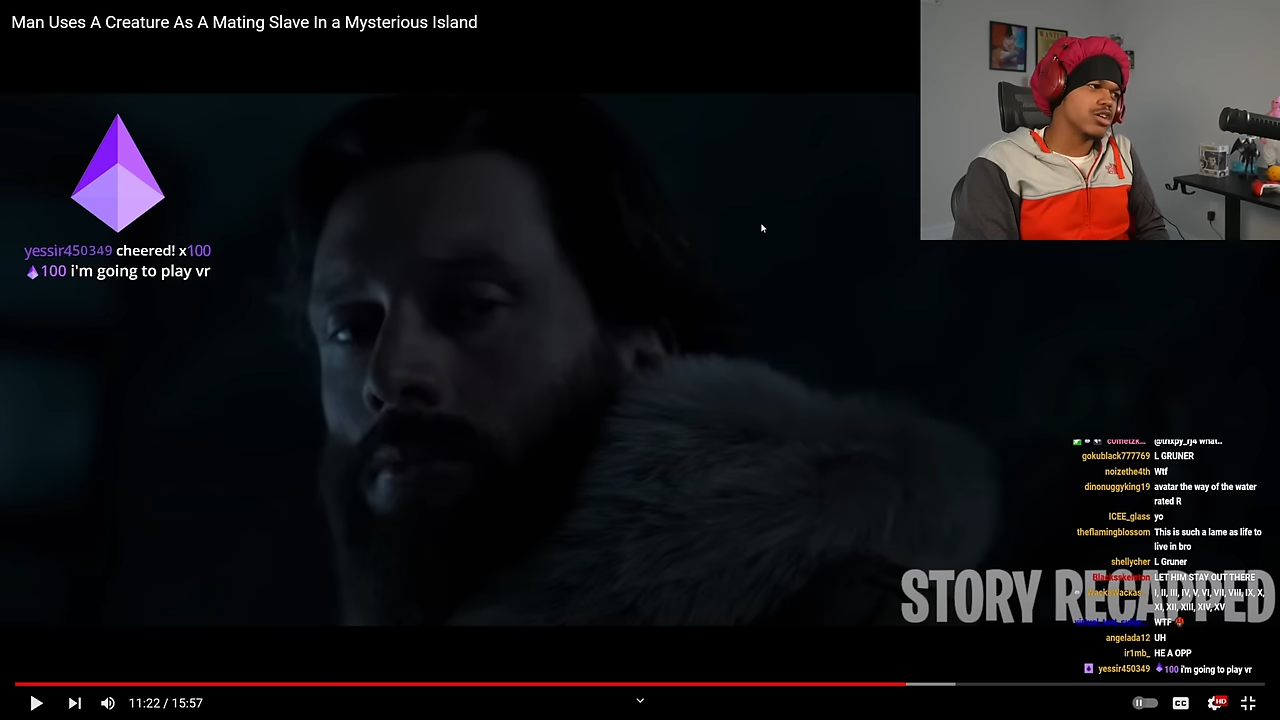 Man Uses A Creature As A Mating Slave In a Mysterious Island
WANTED
yessir450349 cheered! x100
100 i'm going to play vr
gokublack777769 L GRUNER
noizethe4th Wtf
dinonuggyking19 avatar the way of the water
rated R
ICEE_glass yo
theflamingblossom This is such a lame as life to
live in bro
shellycher L Gruner
LET HIM STAY OUT THERE
I, II, III, IV, V, VI, VII, VIII, IX, X,
XI, XII, XIII, XIV, XV
WTF
angelada12 UH
ir1mb_ HE A OPP
yessir450349 100 i'm going to play vr
STORY RECAPPED
11:22 / 15:57
CC
HD